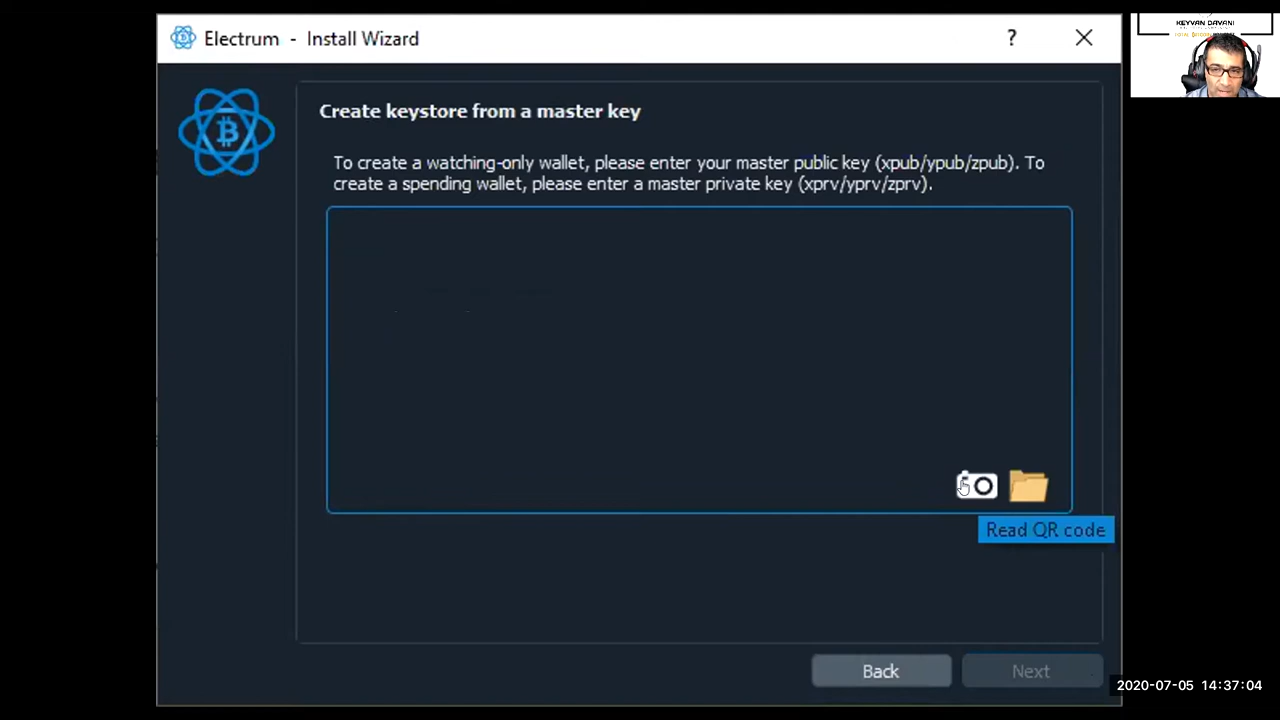 Electrum - Install Wizard
?
KEYVAN DAVANI
Create keystore from a master key
To create a watching-only wallet, please enter your master public key (xpub/ypub/zpub). To
create a spending wallet, please enter a master private key (xprv/yprv/zprv).
Read QR code
Back
Next
2020-07-05 14:37:04